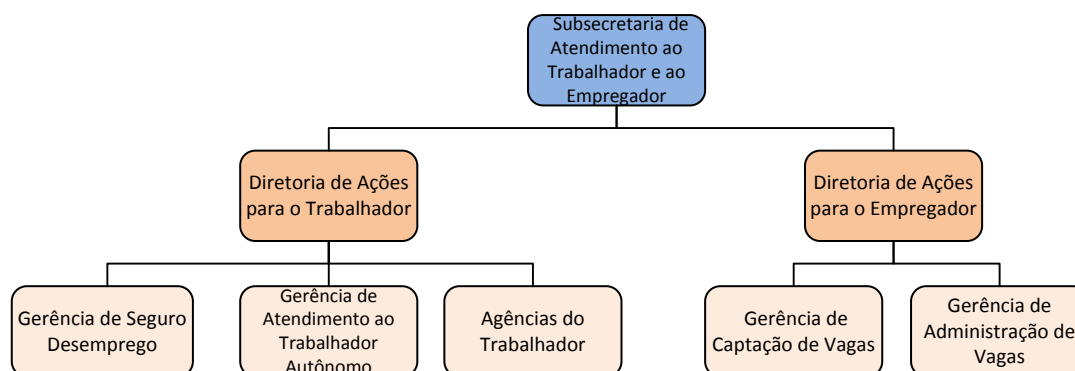 Subsecretaria de
Atendimento ao
Trabalhador e ao
Empregador
Diretoria de Ações
para o Trabalhador
Diretoria de Ações
para o Empregador
Gerência de Seguro
Desemprego
Gerência de
Atendimento ao
Trabalhador
Autônomo
Agências do
Trabalhador
Gerência de
Captação de Vagas
Gerência de
Administração de
Vagas